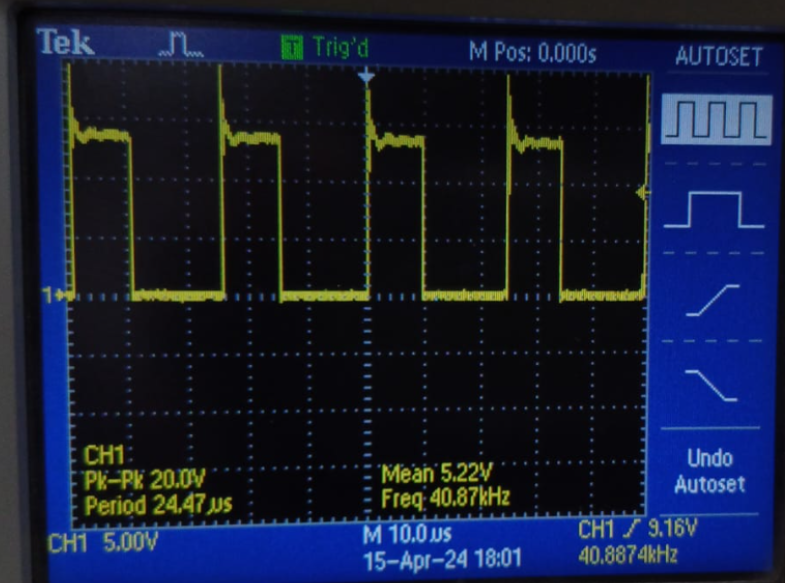 Tek T Trig'd M Pos: 0.000s AUTOSET
1
CH1
Pk-Pk 20.0V Mean 5.22V
Period 24.47µs Freq 40.87kHz
Undo
Autoset
CH1 5.00V M 10.0µs CH1 9.16V
15-Apr-24 18:01 40.8874kHz